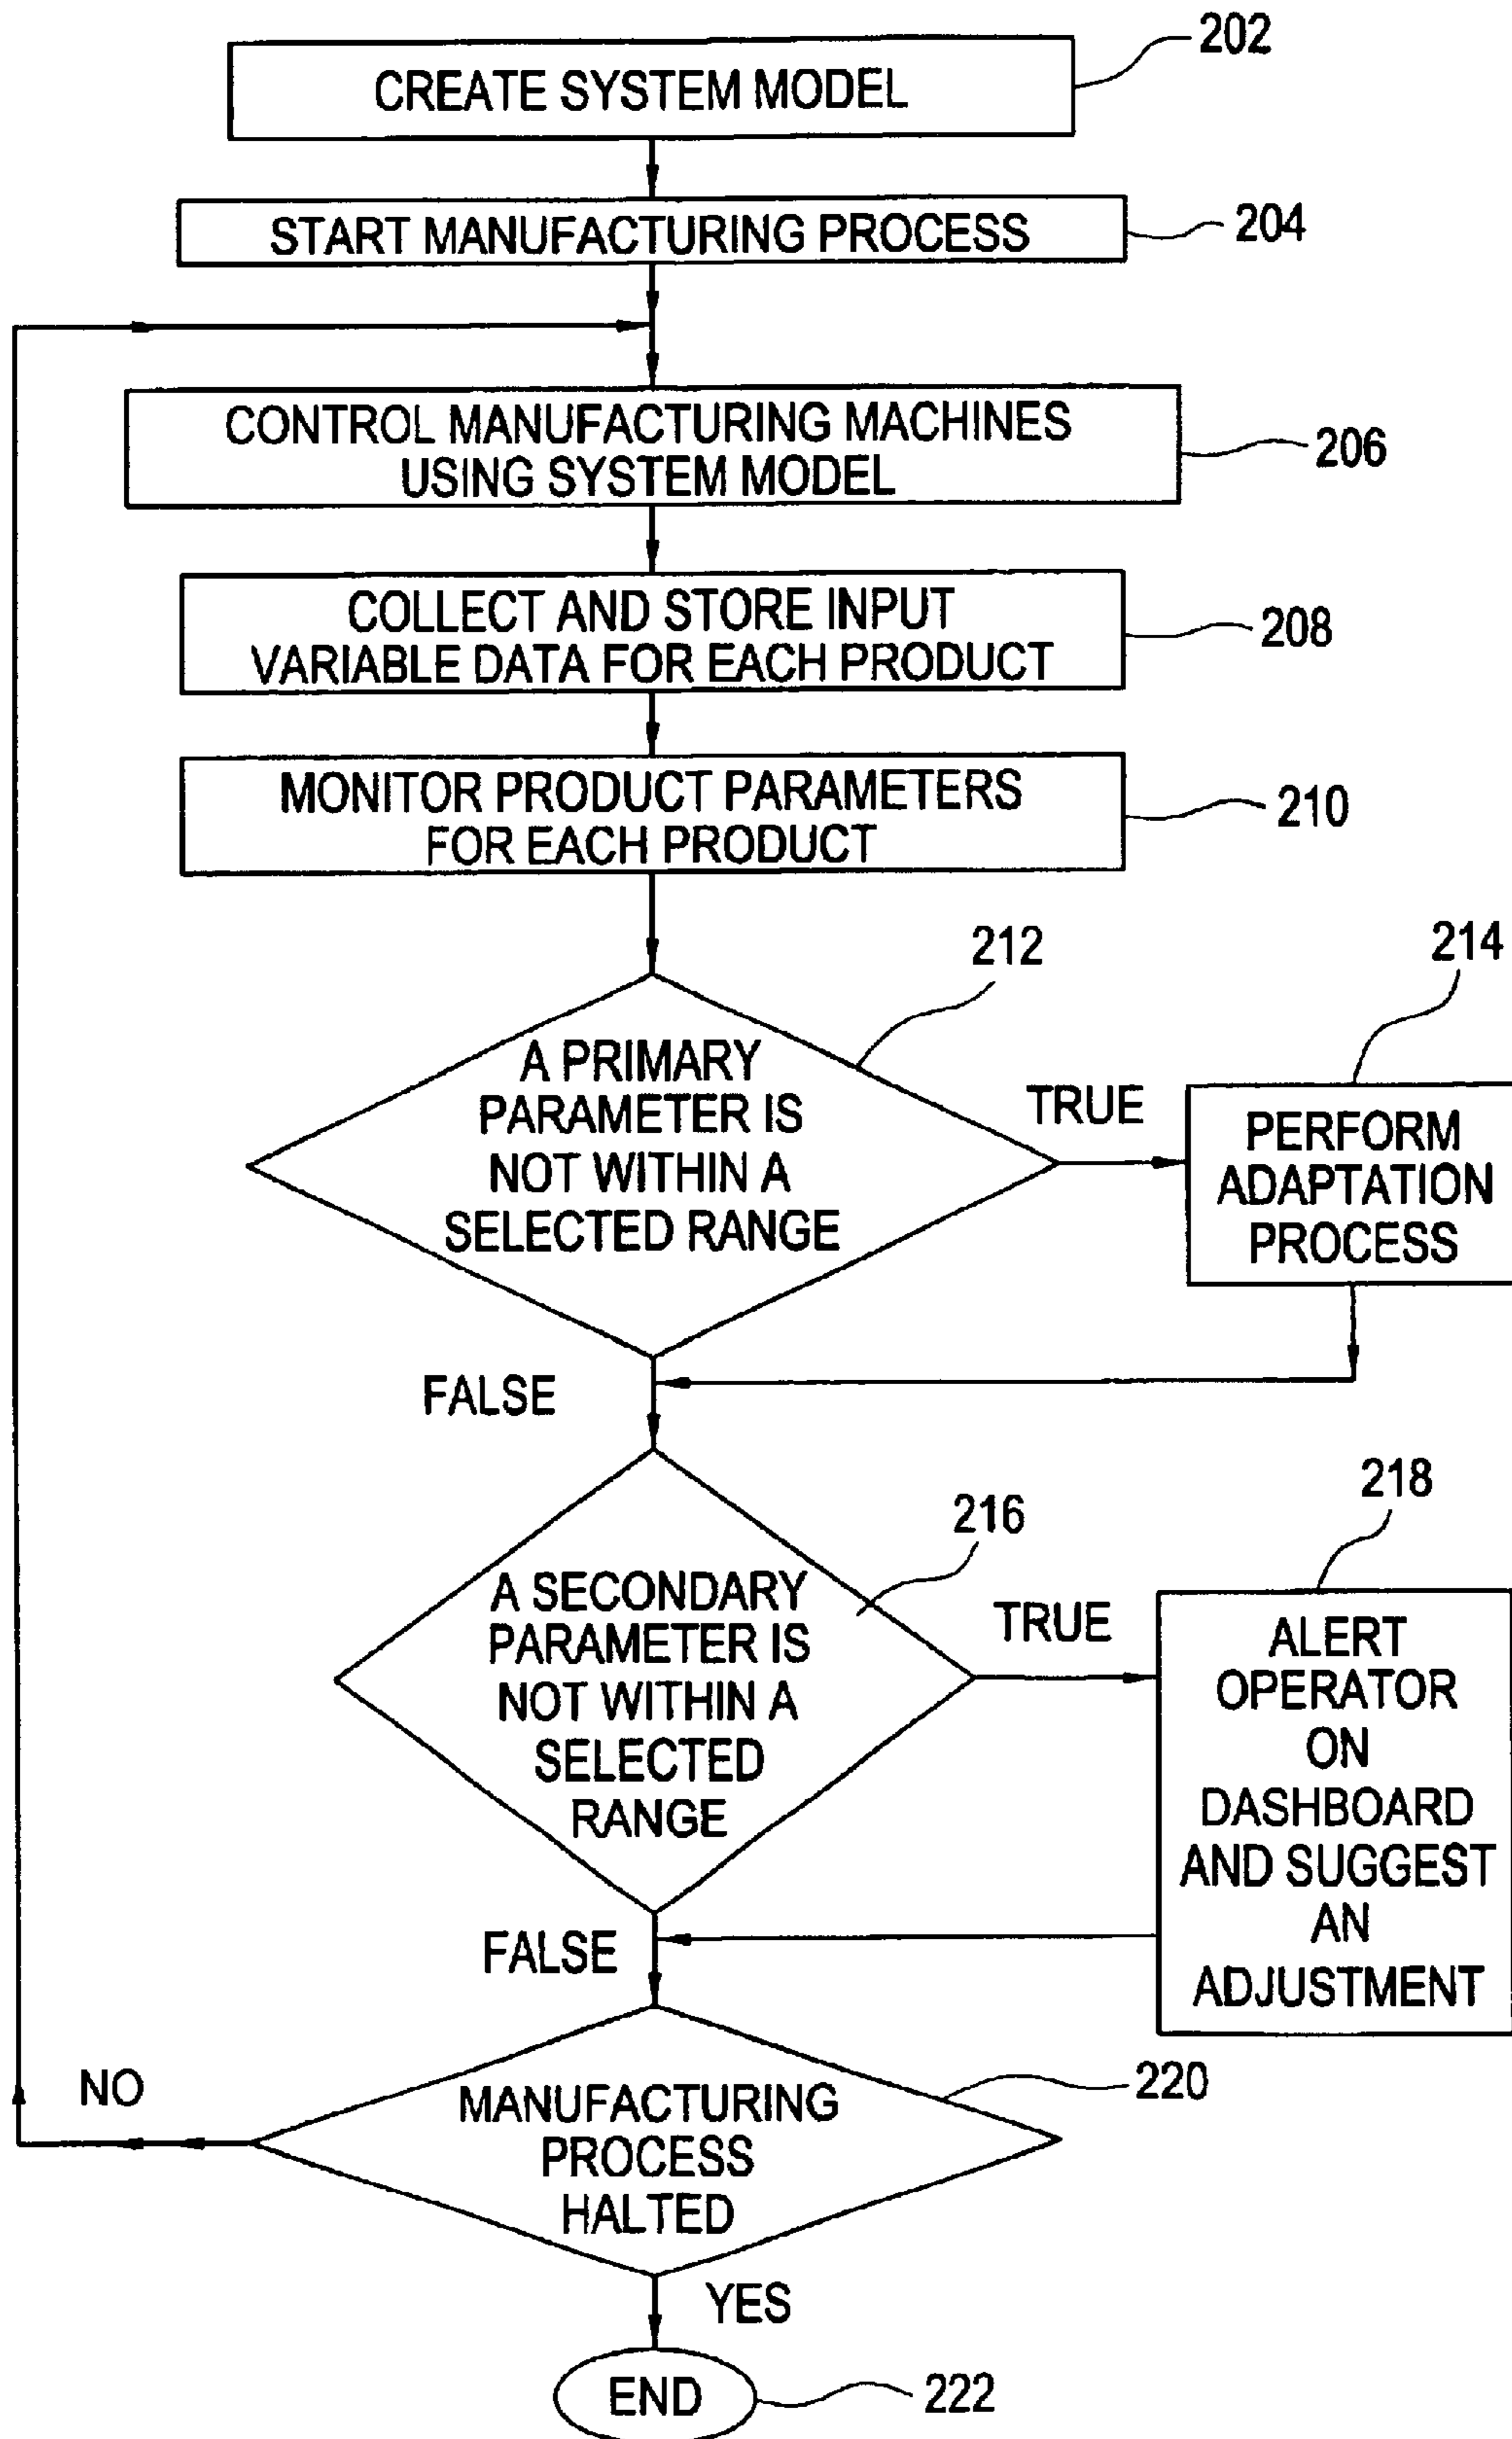 202
CREATE SYSTEM MODEL
START MANUFACTURING PROCESS
204
CONTROL MANUFACTURING MACHINES
USING SYSTEM MODEL
206
COLLECT AND STORE INPUT
VARIABLE DATA FOR EACH PRODUCT
208
MONITOR PRODUCT PARAMETERS
FOR EACH PRODUCT
210
212
214
A PRIMARY
PARAMETER IS
NOT WITHIN A
SELECTED RANGE
TRUE
PERFORM
ADAPTATION
PROCESS
FALSE
216
218
A SECONDARY
PARAMETER IS
NOT WITHIN A
SELECTED
RANGE
TRUE
ALERT
OPERATOR
ON
DASHBOARD
AND SUGGEST
AN
ADJUSTMENT
FALSE
NO
220
MANUFACTURING
PROCESS
HALTED
YES
END
222